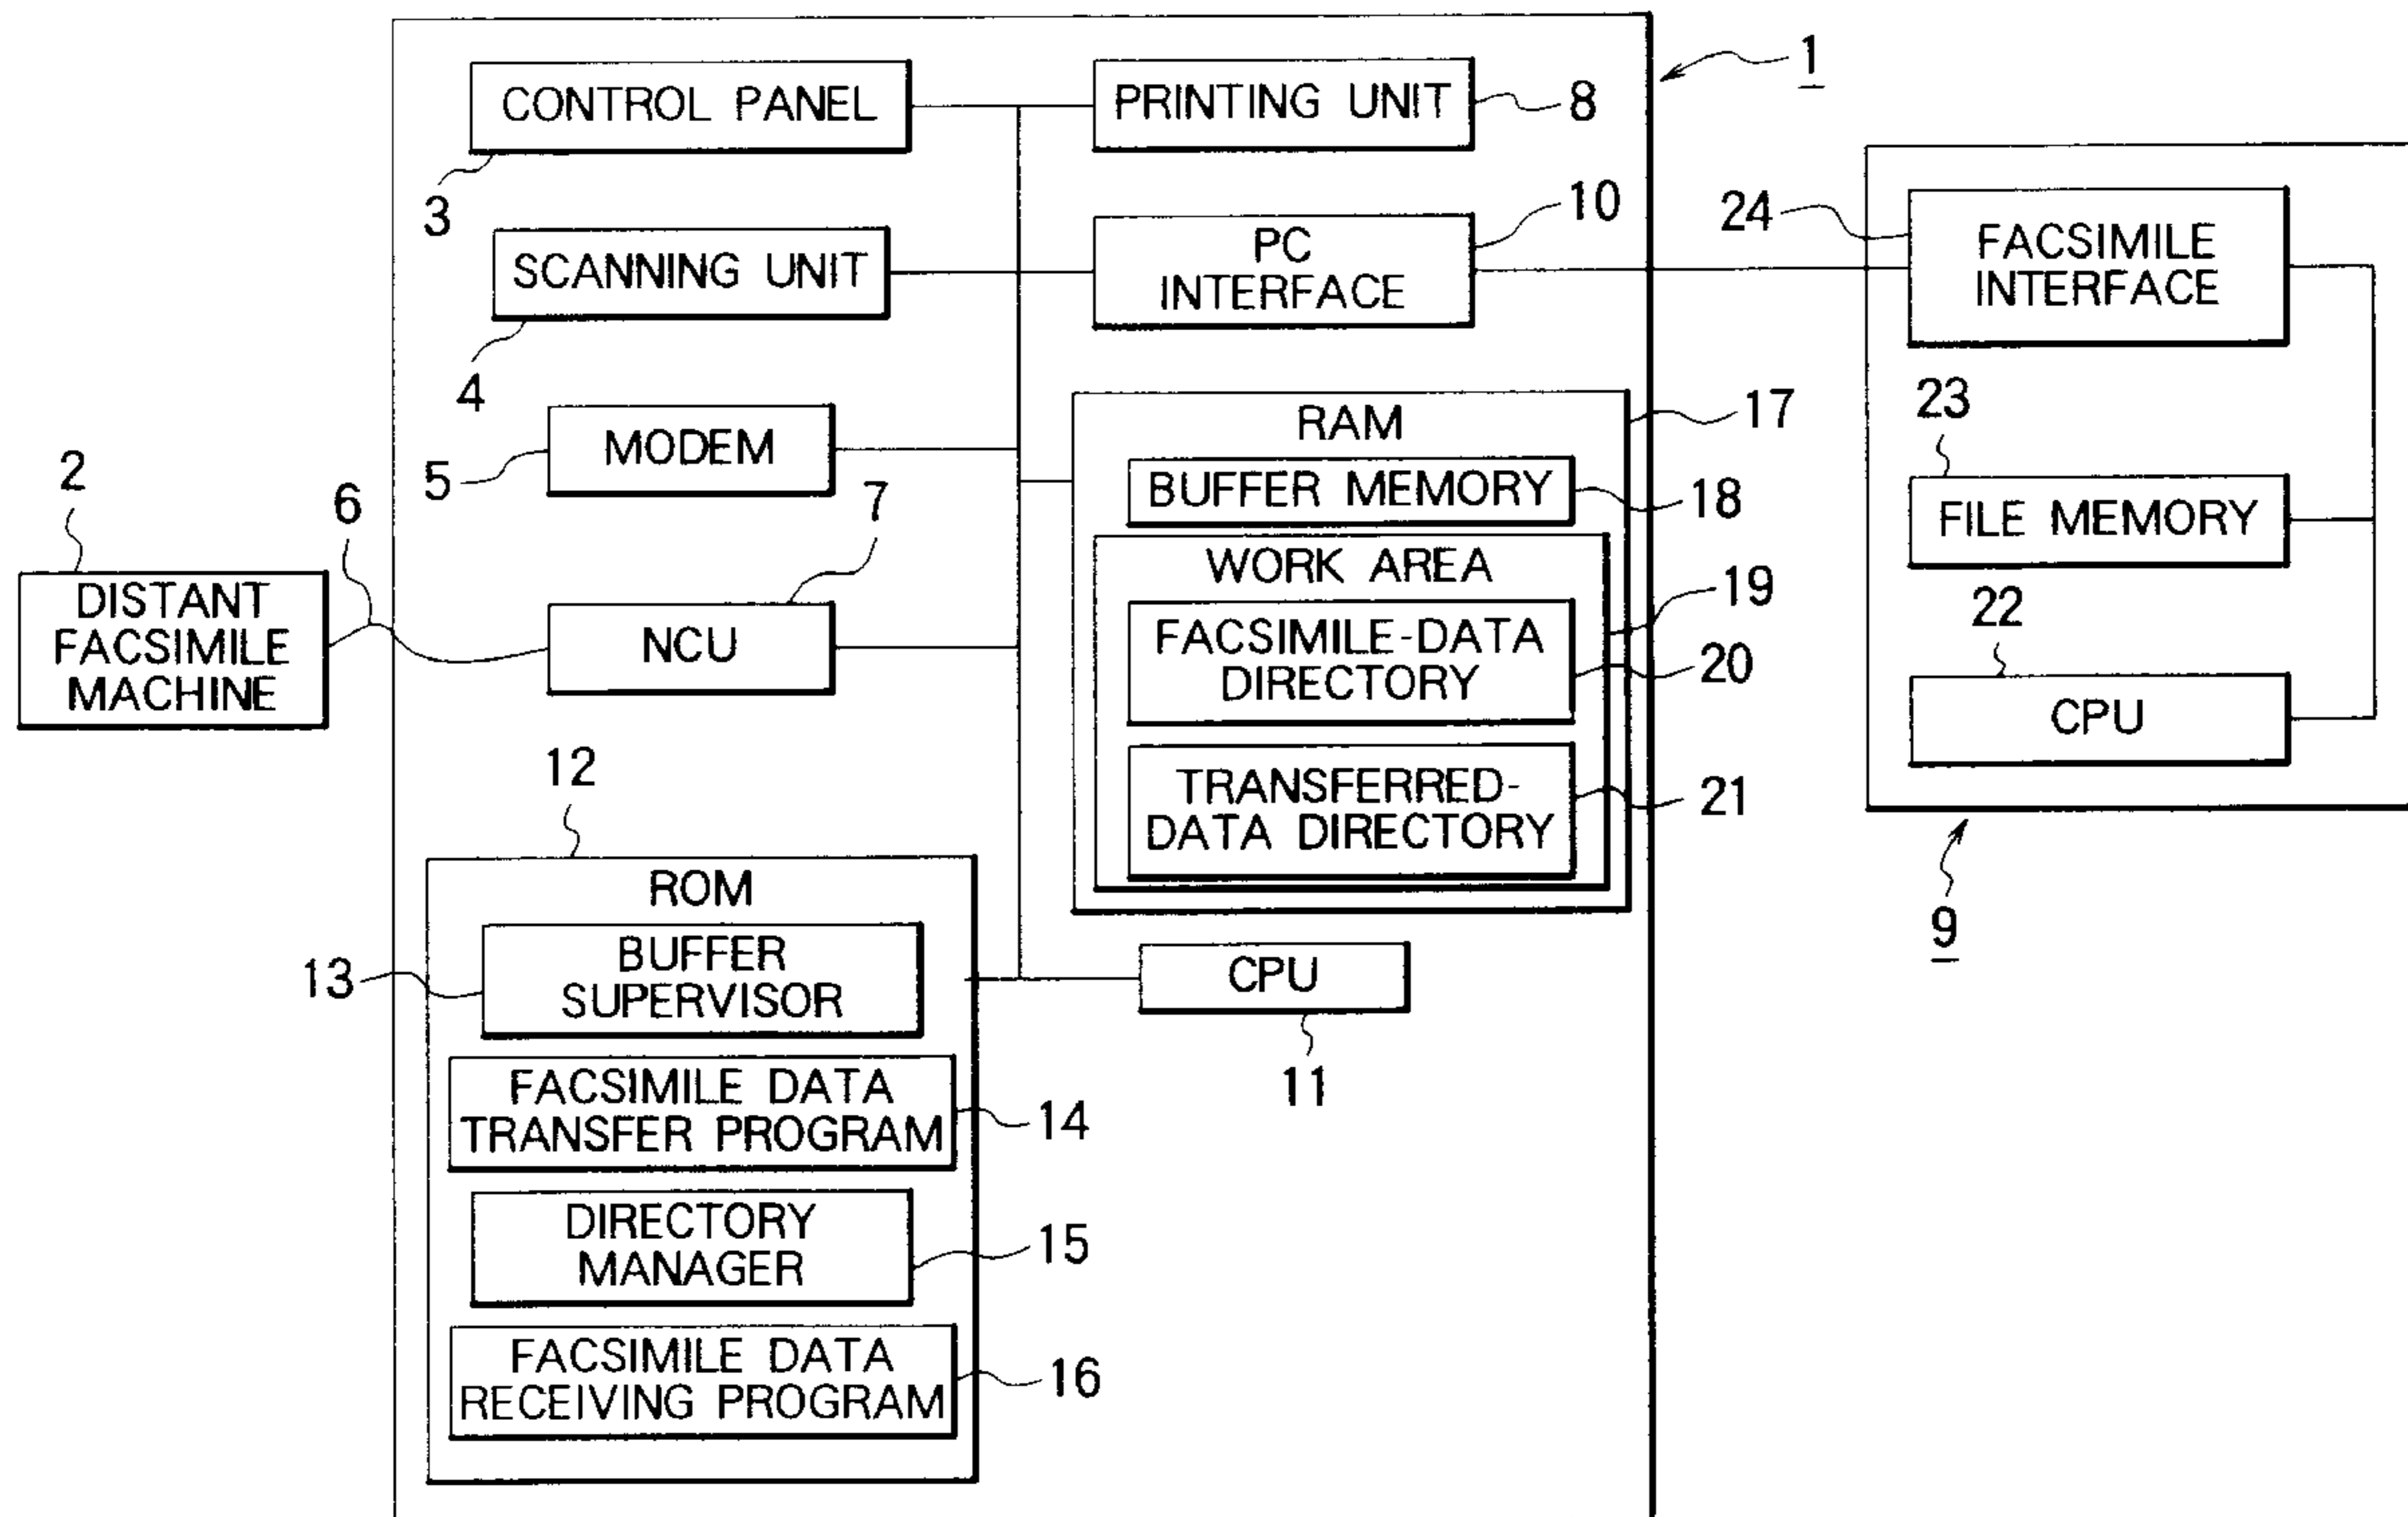 1
CONTROL PANEL
3
PRINTING UNIT
8
SCANNING UNIT
4
PC
INTERFACE
10
24
FACSIMILE
INTERFACE
MODEM
5
RAM
17
BUFFER MEMORY
18
23
FILE MEMORY
2
DISTANT
FACSIMILE
MACHINE
6
7
NCU
WORK AREA
19
FACSIMILE-DATA
DIRECTORY
20
TRANSFERRED-
DATA DIRECTORY
21
22
CPU
9
12
ROM
BUFFER
SUPERVISOR
13
CPU
11
FACSIMILE DATA
TRANSFER PROGRAM
14
DIRECTORY
MANAGER
15
FACSIMILE DATA
RECEIVING PROGRAM
16